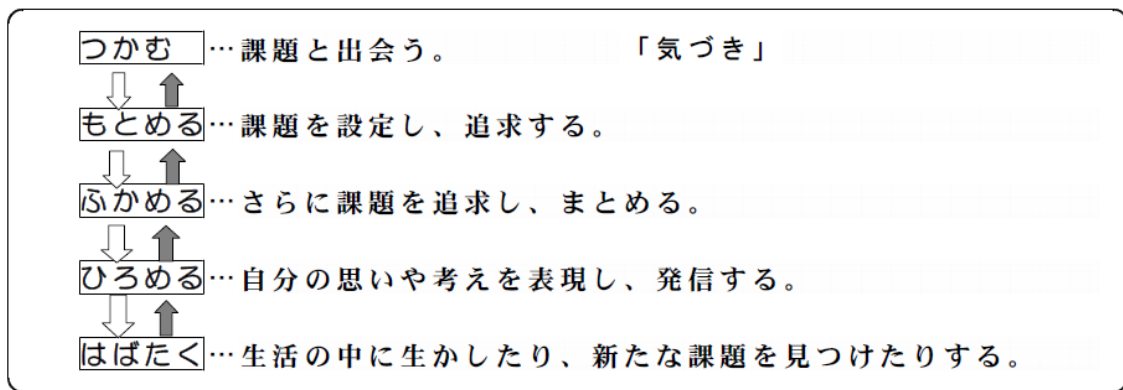 つかむ…課題と出会う。 「気づき」
もとめる…課題を設定し、追求する。
ふかめる…さらに課題を追求し、まとめる。
ひろめる…自分の思いや考えを表現し、発信する。
はばたく…生活の中に生かしたり、新たな課題を見つけたりする。